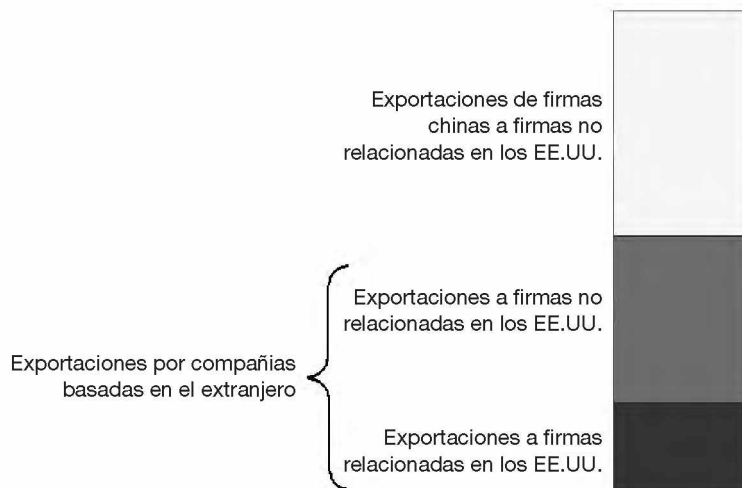 Exportaciones de firmas
chinas a firmas no
relacionadas en los EE.UU.
Exportaciones a firmas no
relacionadas en los EE.UU.
Exportaciones por compañias
basadas en el extranjero
Exportaciones a firmas
relacionadas en los EE.UU.